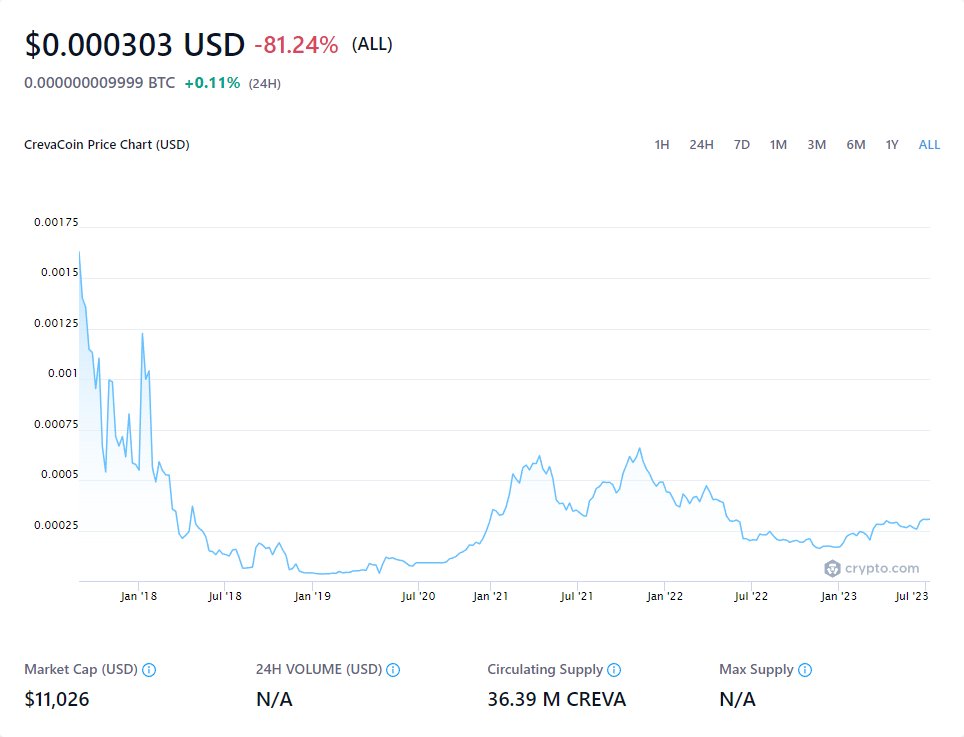 $0.000303 USD -81.24% (ALL)
0.000000009999 BTC +0.11% (24H)
CrevaCoin Price Chart (USD) 1H 24H 7D 1M 3M 6M 1Y ALL
0.00175
0.0015
0.00125
0.001
0.00075
0.0005
0.00025
crypto.com
Jan '18 Jul '18 Jan '19 Jul '20 Jan '21 Jul '21 Jan '22 Jul '22 Jan '23 Jul '23
Market Cap (USD) 24H VOLUME (USD) Circulating Supply Max Supply
$11,026 N/A 36.39 M CREVA N/A